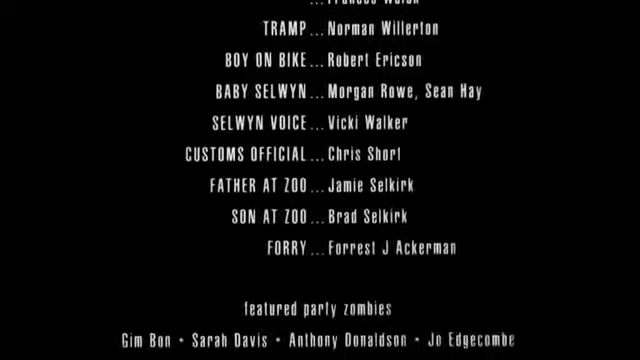 TRAMP ... Norman Willerton
BOY ON BIKE ... Robert Ericson
BABY SELWYN ... Morgan Rowe, Sean Hay
SELWYN VOICE ... Vicki Walker
CUSTOMS OFFICIAL ... Chris Short
FATHER AT ZOO ... Jamie Selkirk
SON AT ZOO ... Brad Selkirk
FORRY ... Forrest J Ackerman
featured party zombies
Gim Bon • Sarah Davis • Anthony Donaldson • Jo Edgecombe